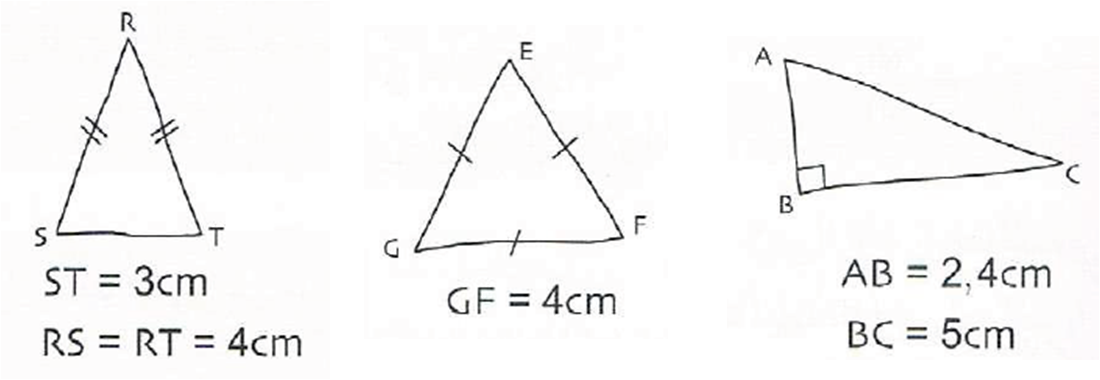 R
S
T
ST = 3cm
RS = RT = 4cm
E
G
F
GF = 4cm
A
B
C
AB = 2,4cm
BC = 5cm